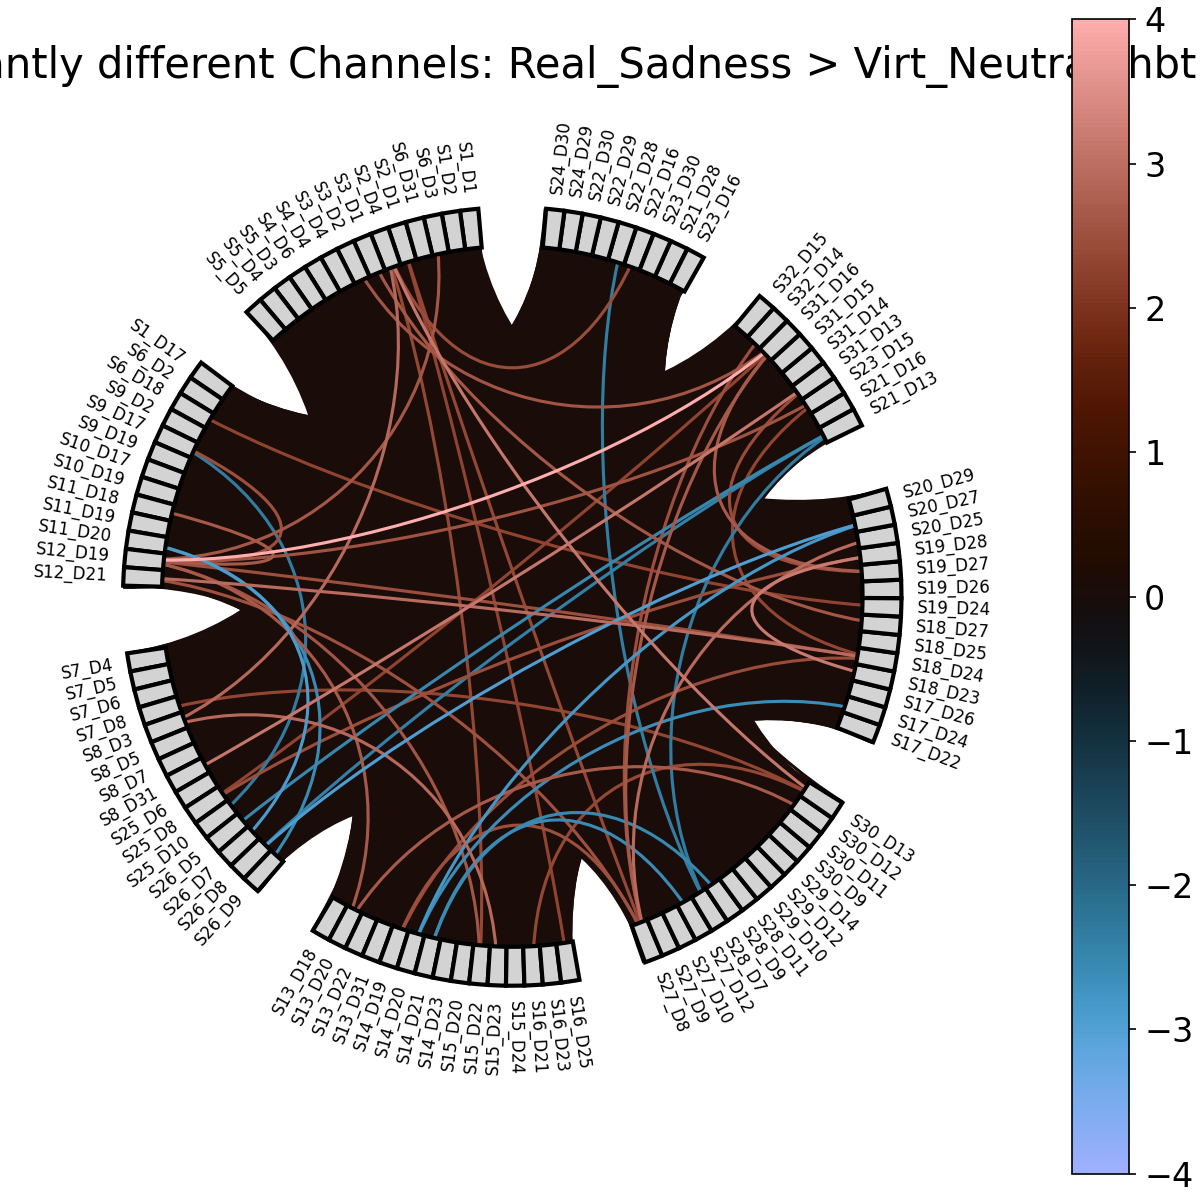 ntly different Channels: Real_Sadness > Virt_Neutra hbt
S24_D30
S24_D29
S22_D30
S22_D29
S22_D28
S22_D16
S23_D30
S21_D28
S23_D16
S32_D15
S32_D14
S31_D16
S31_D15
S31_D14
S31_D13
S23_D15
S21_D16
S21_D13
S20_D29
S20_D27
S20_D25
S19_D28
S19_D27
S19_D26
S19_D24
S18_D27
S18_D25
S18_D24
S18_D23
S17_D26
S17_D24
S17_D22
S30_D13
S30_D12
S30_D11
S30_D9
S29_D14
S29_D12
S29_D10
S28_D11
S28_D9
S28_D7
S27_D12
S27_D10
S27_D9
S27_D8
S16_D25
S16_D23
S16_D21
S15_D24
S15_D23
S15_D22
S15_D20
S14_D23
S14_D21
S14_D20
S14_D19
S13_D31
S13_D22
S13_D20
S13_D18
S26_D9
S26_D8
S26_D7
S26_D5
S25_D10
S25_D8
S25_D6
S8_D31
S8_D7
S8_D5
S8_D3
S7_D8
S7_D6
S7_D5
S7_D4
S12_D21
S12_D19
S11_D20
S11_D19
S11_D18
S10_D19
S10_D17
S9_D19
S9_D17
S9_D2
S6_D18
S6_D2
S1_D17
S5_D5
S5_D4
S5_D3
S4_D6
S4_D4
S3_D4
S3_D2
S3_D1
S2_D4
S2_D1
S6_D31
S6_D3
S1_D2
S1_D1
4
3
2
1
0
−1
−2
−3
−4